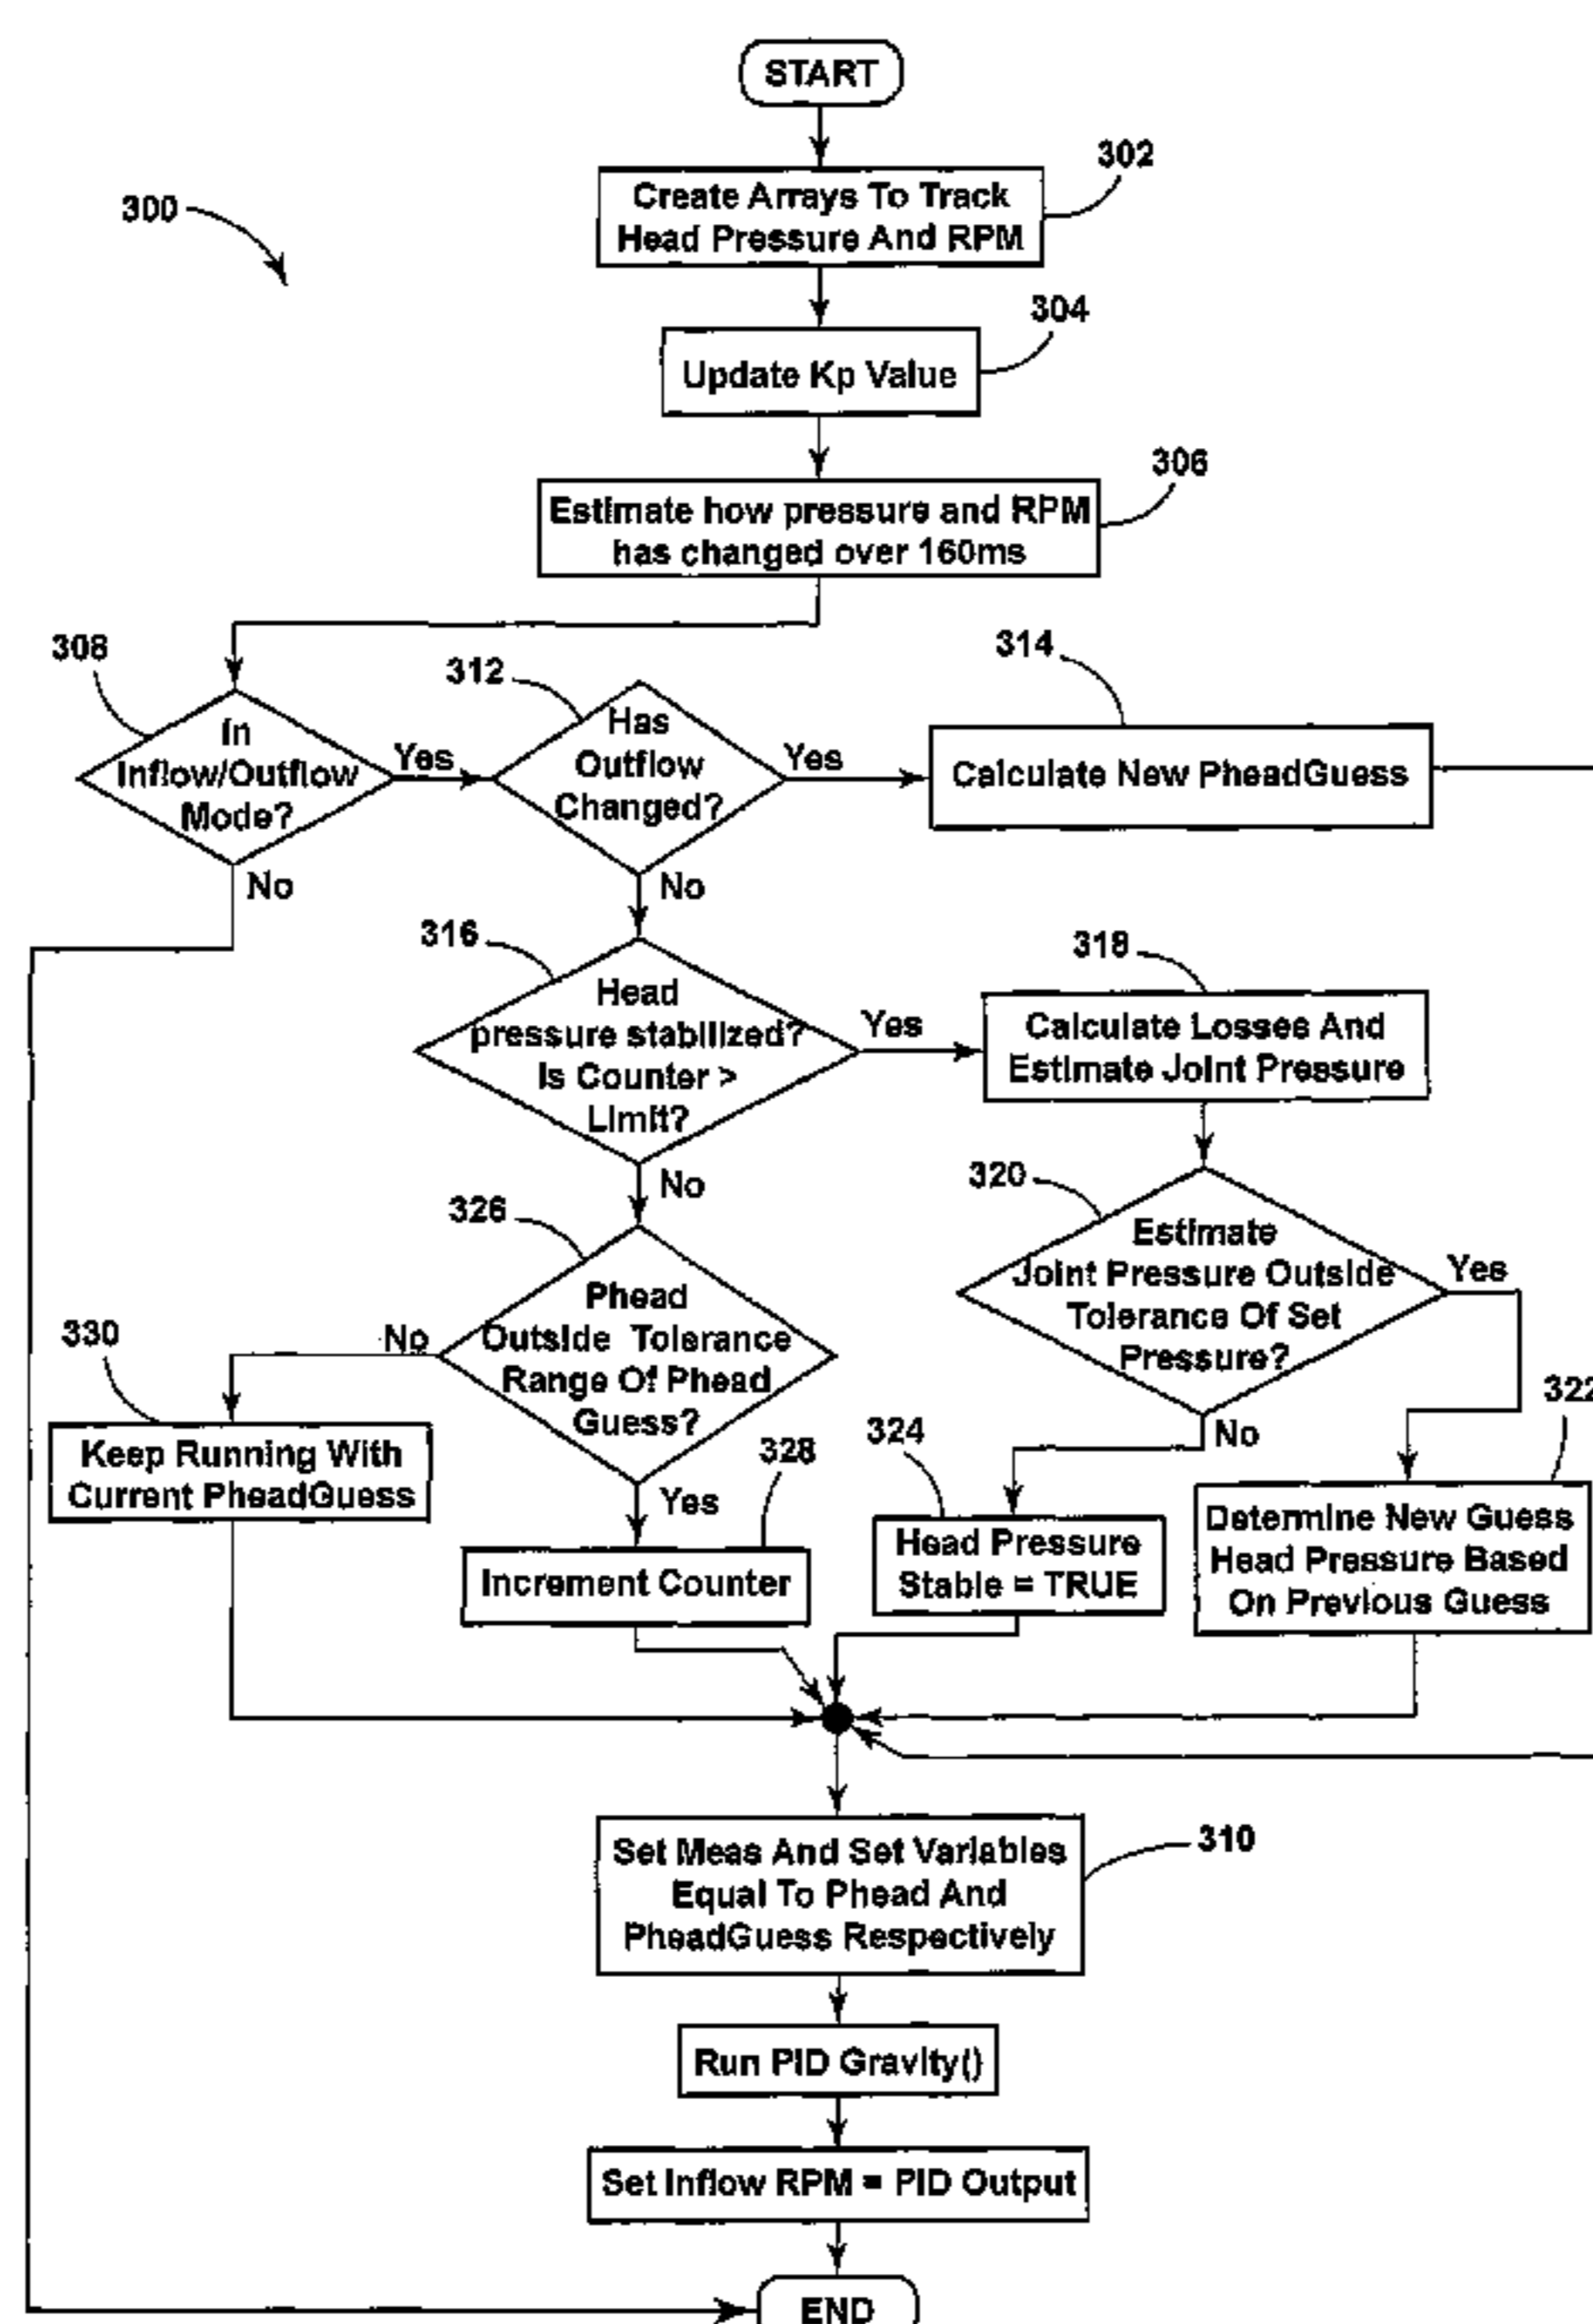 START
302
Create Arrays To Track
Head Pressure And RPM
300
304
Update Kp Value
306
Estimate how pressure and RPM
has changed over 160ms
308
In
Inflow/Outflow
Mode?
Yes
No
312
Has
Outflow
Changed?
Yes
No
314
Calculate New PheadGuess
316
Head
pressure stabilized?
Is Counter >
Limit?
Yes
No
318
Calculate Losses And
Estimate Joint Pressure
320
Estimate
Joint Pressure Outside
Tolerance Of Set
Pressure?
Yes
No
322
Determine New Guess
Head Pressure Based
On Previous Guess
324
Head Pressure
Stable = TRUE
326
Phead
Outside Tolerance
Range Of Phead
Guess?
No
Yes
328
Increment Counter
330
Keep Running With
Current PheadGuess
310
Set Meas And Set Variables
Equal To Phead And
PheadGuess Respectively
Run PID Gravity()
Set Inflow RPM = PID Output
END